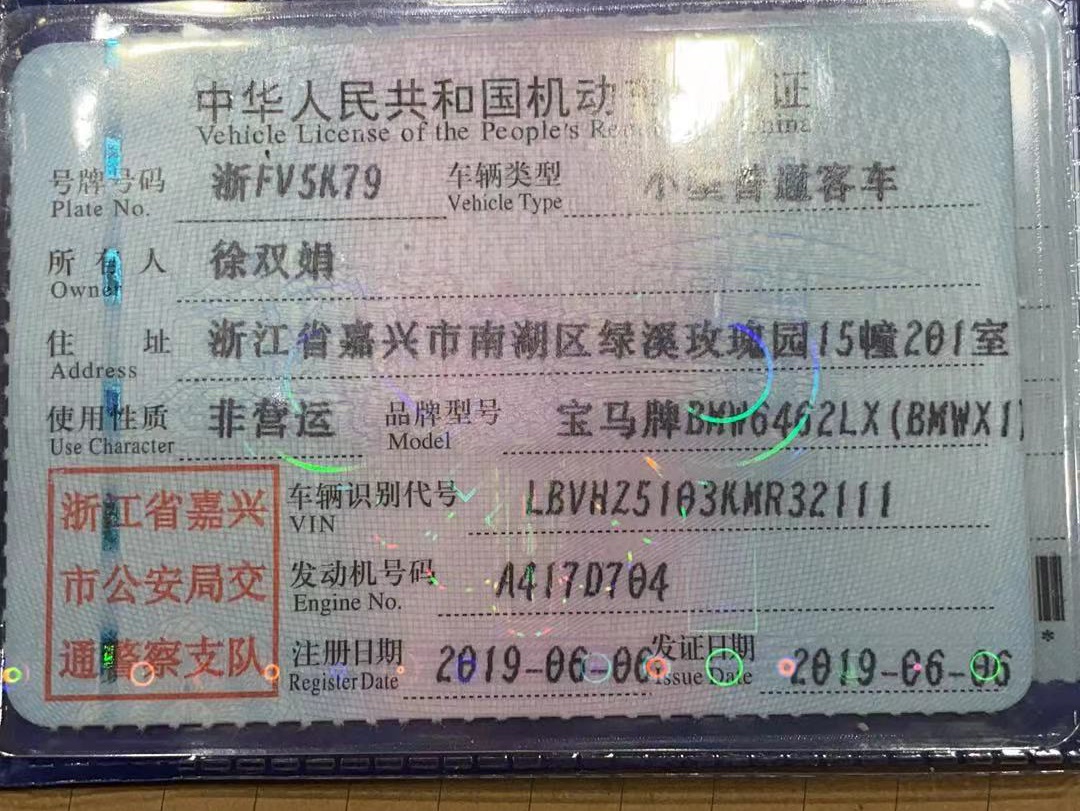 中华人民共和国机动 证
Vehicle License of the People's Re china
号牌号码 浙FV5K79 车辆类型 小型普通客车
Plate No. Vehicle Type
所有人 徐双娟
Owner
住址 浙江省嘉兴市南湖区绿溪玫瑰园15幢201室
Address
使用性质 非营运 品牌型号 宝马牌BMW6462LX(BMWX1)
Use Character Model
浙江省嘉兴
市公安局交
通警察支队
车辆识别代号 LBVHZ5103KMR32111
VIN
发动机号码 A417D704
Engine No.
注册日期 2019-06-06 发证日期 2019-06-06
Register Date Issue Date
*